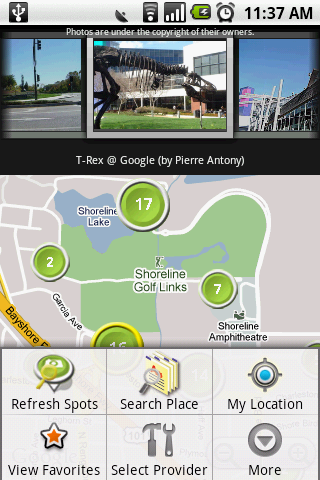 11:37 AM
Photos are under the copyright of their owners.
T-Rex @ Google (by Pierre Antony)
17
Shoreline
Lake
2
Shoreline
Golf Links
7
Garcia Ave
Shoreline
Amphitheatre
Bayshore
16
14
Refresh Spots
Search Place
My Location
101
View Favorites
Select Provider
More